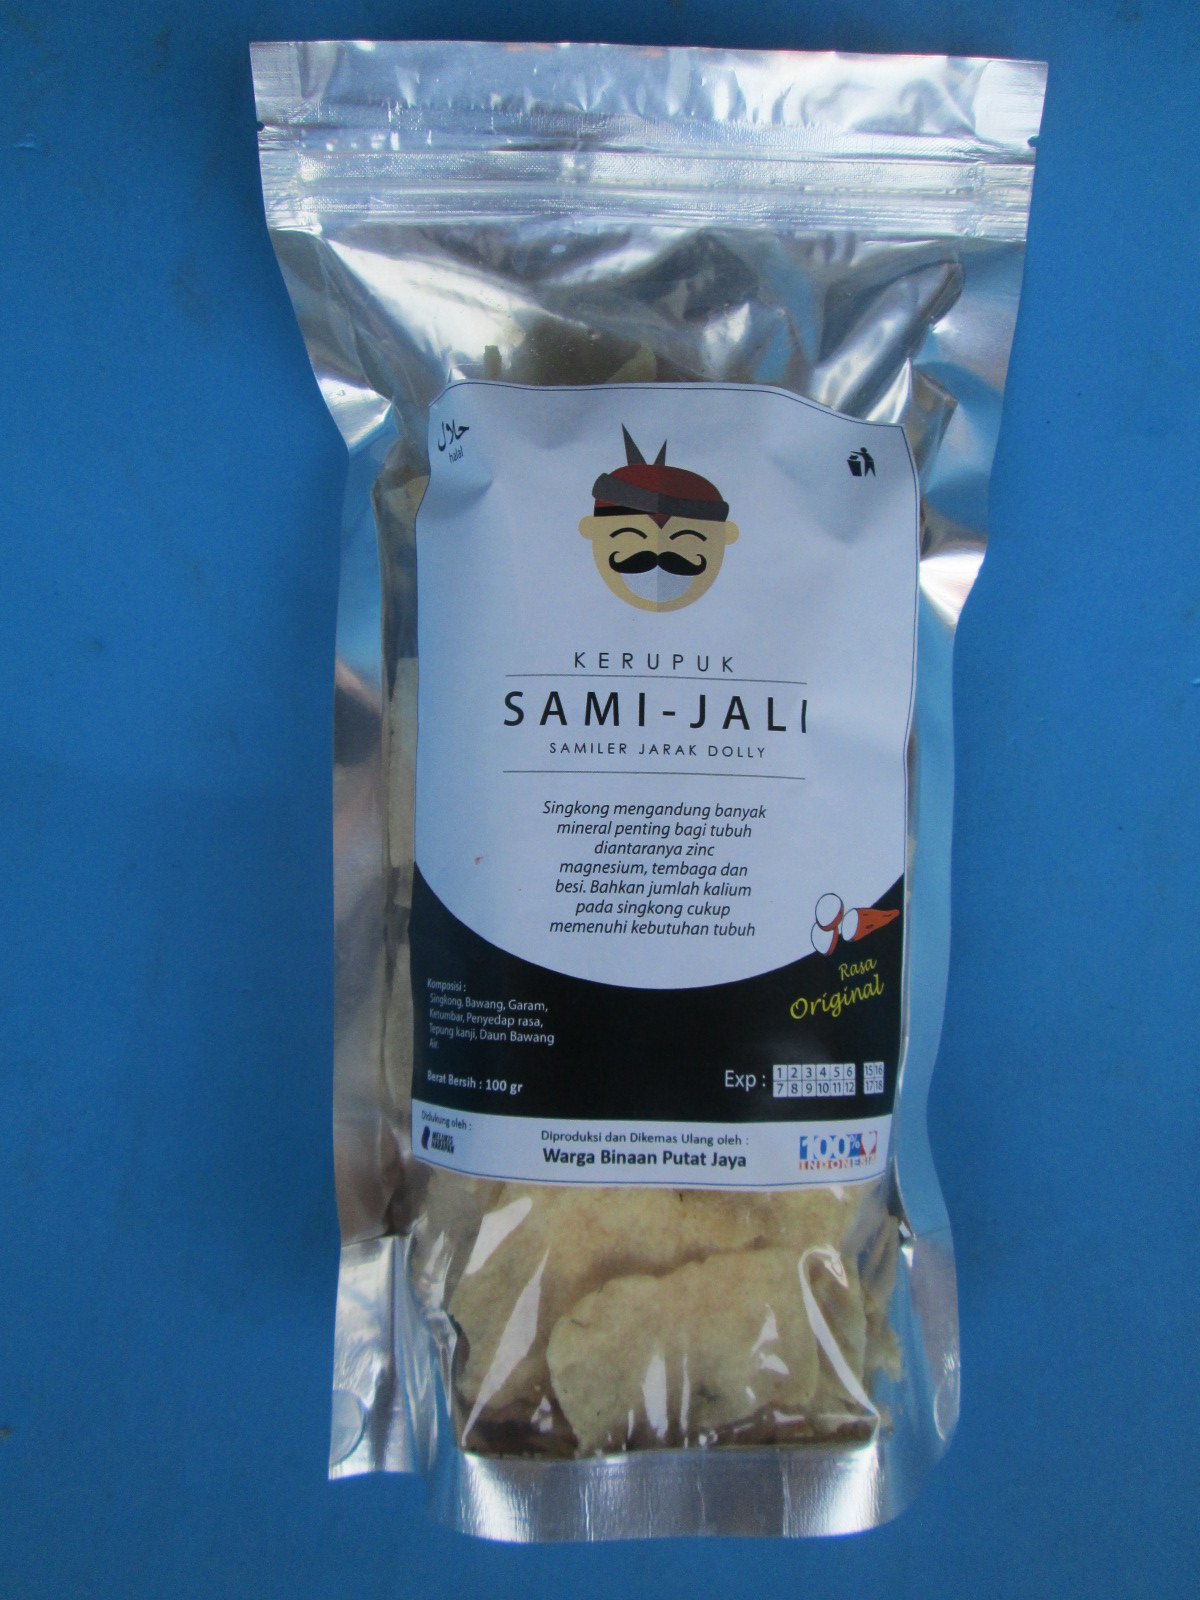 حلال
halal
KERUPUK
SAMI-JALI
SAMILER JARAK DOLLY
Singkong mengandung banyak
mineral penting bagi tubuh
diantaranya zinc
magnesium, tembaga dan
besi. Bahkan jumlah kalium
pada singkong cukup
memenuhi kebutuhan tubuh
Rasa
Original
Komposisi :
Singkong, Bawang, Garam,
Ketumbar, Penyedap rasa,
Tepung kanji, Daun Bawang
Air.
Berat Bersih : 100 gr
Exp :
1 2 3 4 5 6 15 16
7 8 9 10 11 12 17 18
Didukung oleh :
MELUKIS
HARAPAN
Diproduksi dan Dikemas Ulang oleh :
Warga Binaan Putat Jaya
100%
INDONESIA